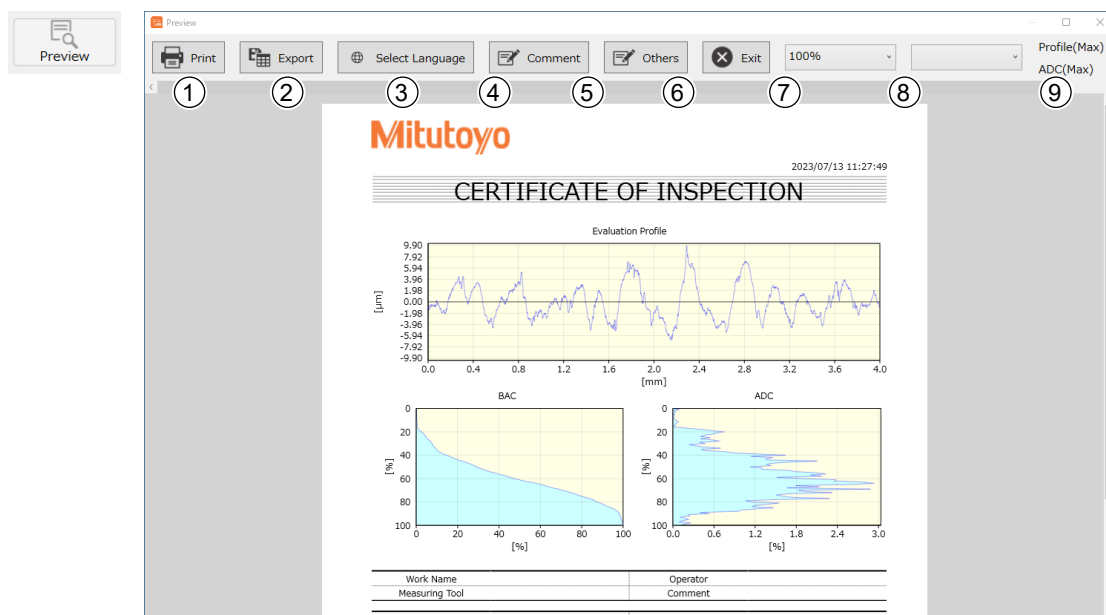 Preview
Preview
Print
Export
Select Language
Comment
Others
Exit
100%
Profile(Max)
ADC(Max)
1
2
3
4
5
6
7
8
9
Mitutoyo
2023/07/13 11:27:49
CERTIFICATE OF INSPECTION
Evaluation Profile
9.90
7.92
5.94
3.96
1.98
0.00
-1.98
-3.96
-5.94
-7.92
-9.90
[µm]
0.0 0.4 0.8 1.2 1.6 2.0 2.4 2.8 3.2 3.6 4.0
[mm]
BAC
0
20
40
60
80
100
[%]
0 20 40 60 80 100
[%]
ADC
0
20
40
60
80
100
[%]
0.0 0.6 1.2 1.8 2.4 3.0
[%]
Work Name Operator
Measuring Tool Comment